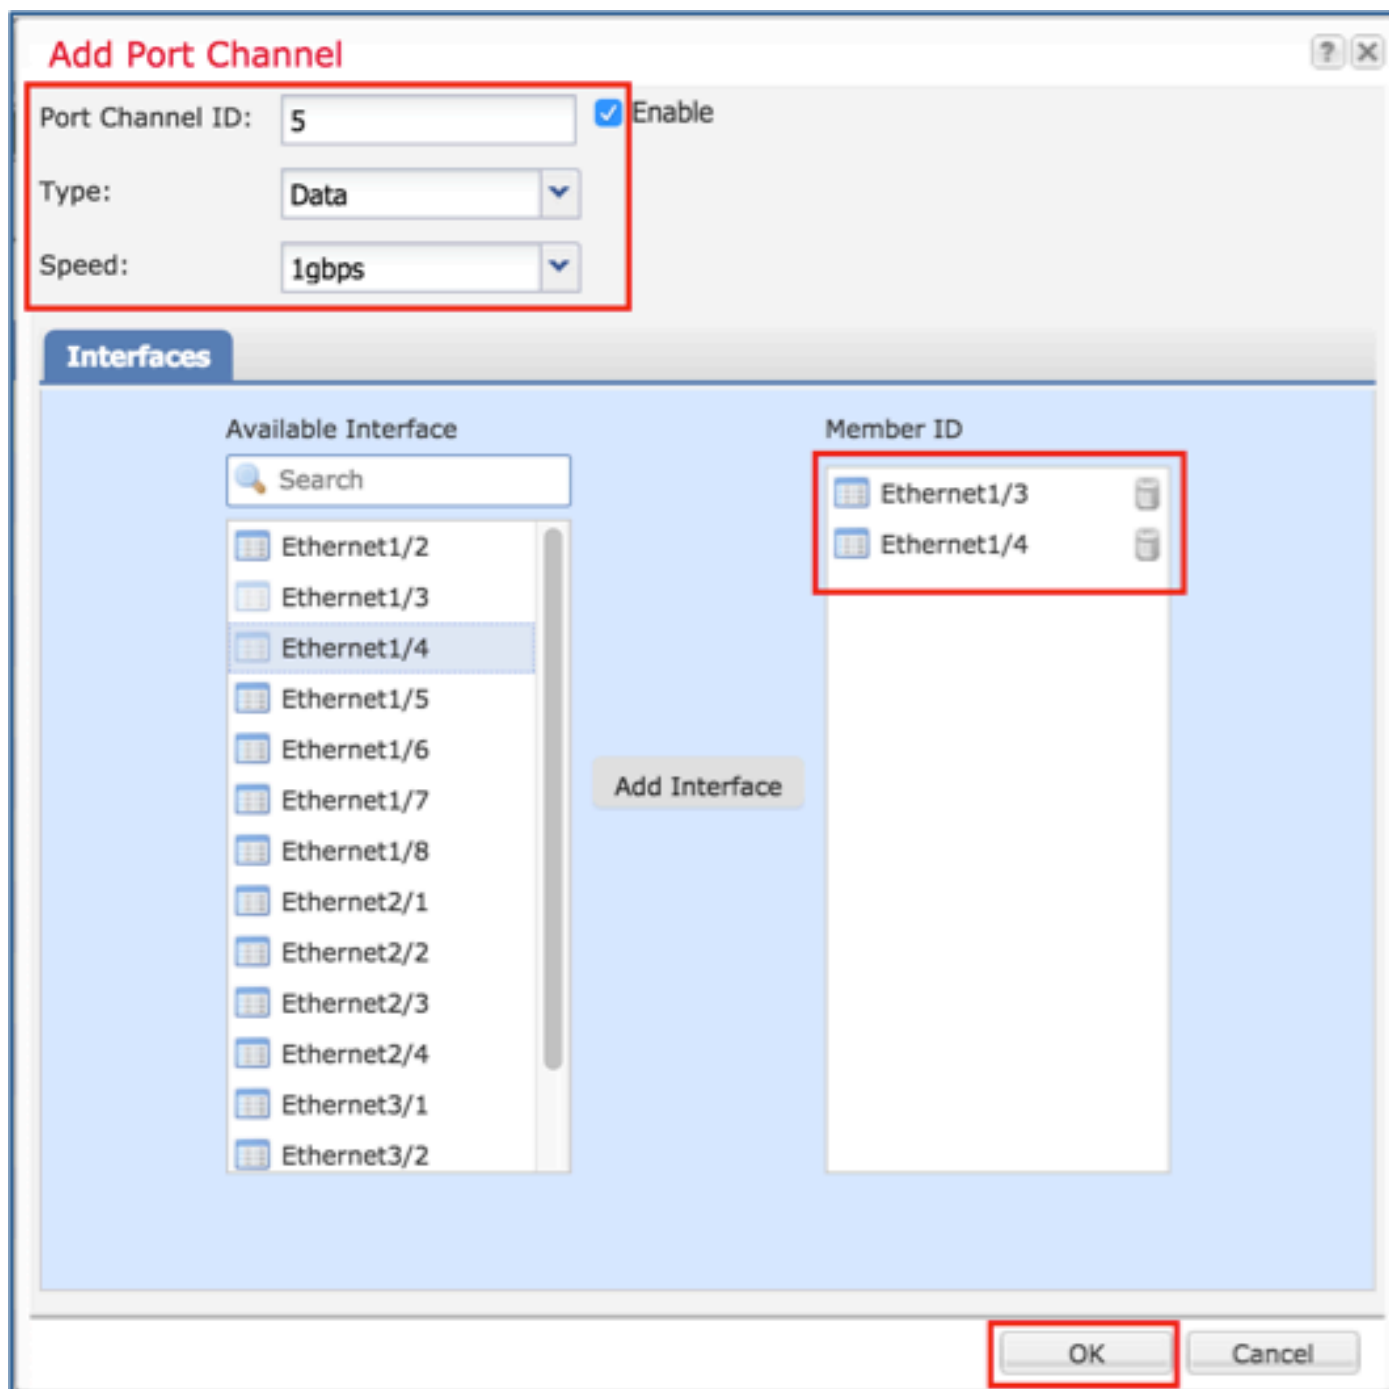 Add Port Channel
Port Channel ID: 5 Enable
Type: Data
Speed: 1gbps
Interfaces
Available Interface
Search
Ethernet1/2
Ethernet1/3
Ethernet1/4
Ethernet1/5
Ethernet1/6
Ethernet1/7
Ethernet1/8
Ethernet2/1
Ethernet2/2
Ethernet2/3
Ethernet2/4
Ethernet3/1
Ethernet3/2
Add Interface
Member ID
Ethernet1/3
Ethernet1/4
OK Cancel